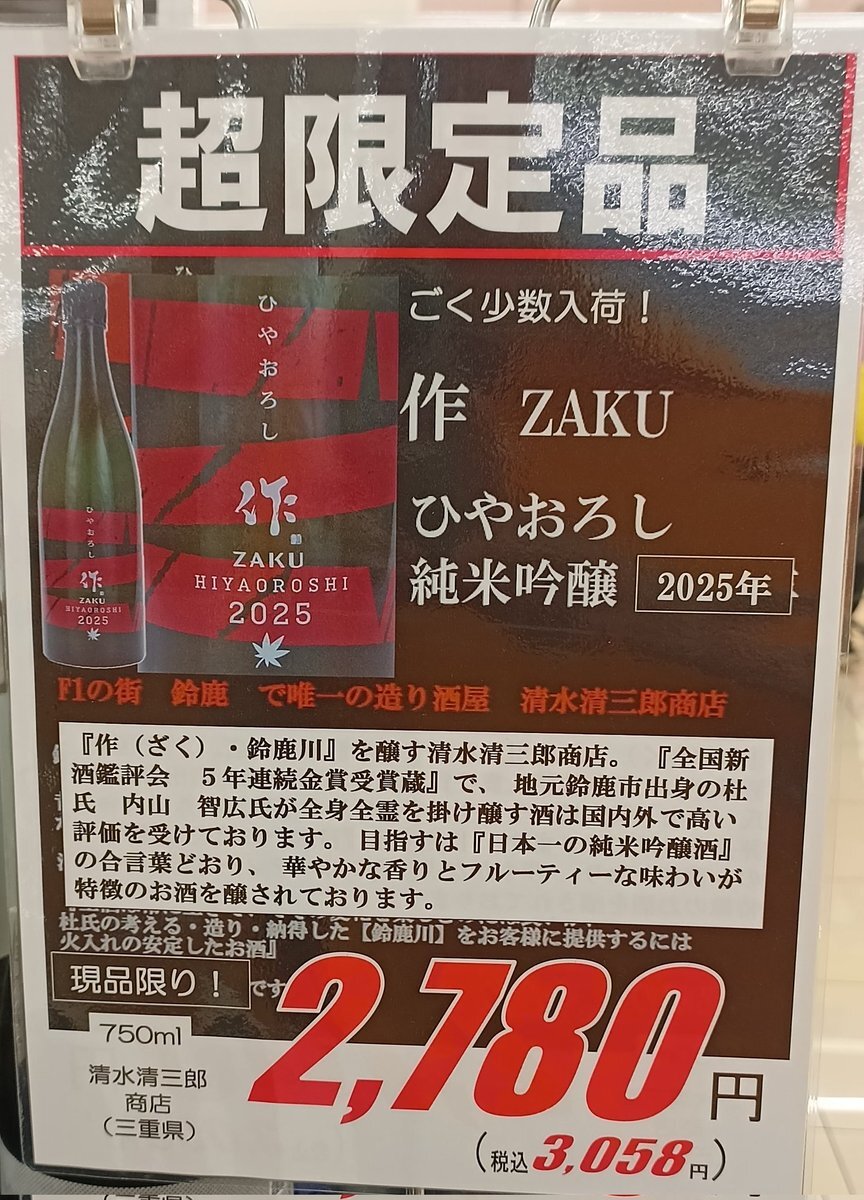 超限定品
ごく少数入荷！
作 ZAKU
ひやおろし
純米吟醸 2025年
ひやおろし
作
ZAKU
HIYAOROSHI
2025
ひやおろし
作
ZAKU
HIYAOROSHI
2025
F1の街　鈴鹿　で唯一の造り酒屋　清水清三郎商店
『作（ざく）・鈴鹿川』を醸す清水清三郎商店。『全国新
酒鑑評会　５年連続金賞受賞蔵』で、地元鈴鹿市出身の杜
氏　内山　智広氏が全身全霊を掛け醸す酒は国内外で高い
評価を受けております。目指すは『日本一の純米吟醸酒』
の合言葉どおり、華やかな香りとフルーティーな味わいが
特徴のお酒を醸されております。
杜氏の考える・造り・納得した【鈴鹿川】をお客様に提供するには
火入れの安定したお酒』
現品限り！
です
2,780円
750ml
清水清三郎
商店
（三重県）
（税込3,058円）